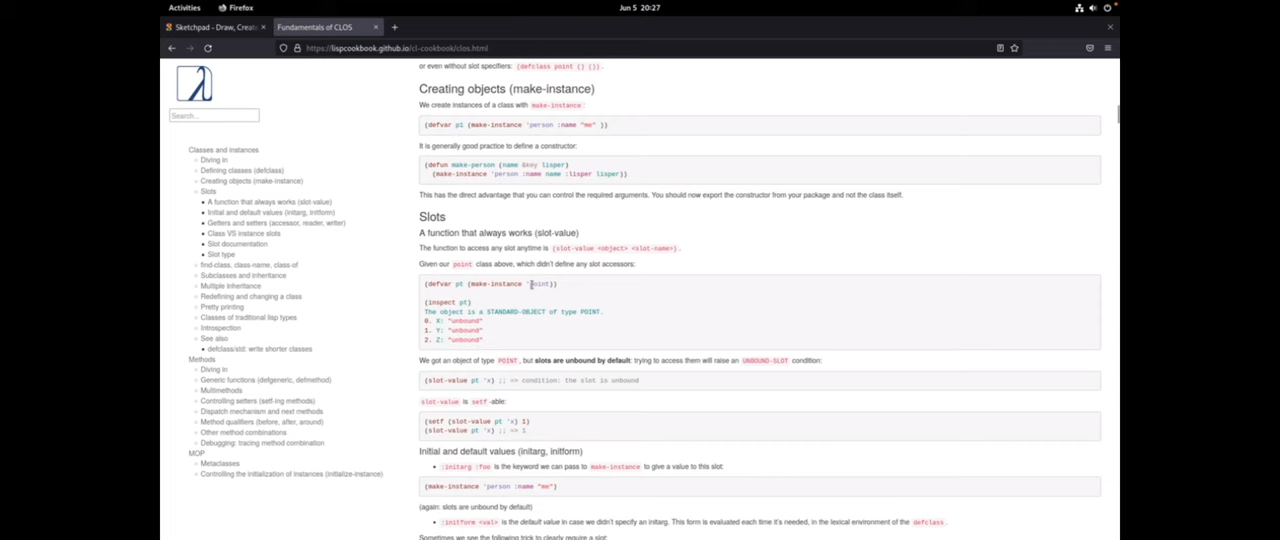 Activities
Firefox
Jun 5 20:27
Sketchpad - Draw, Create
Fundamentals of CLOS
https://lispcookbook.github.io/cl-cookbook/clos.html
Search...
Classes and instances
Diving in
Defining classes (defclass)
Creating objects (make-instance)
Slots
A function that always works (slot-value)
Initial and default values (initarg, initform)
Getters and setters (accessor, reader, writer)
Class VS instance slots
Slot documentation
Slot type
find-class, class-name, class-of
Subclasses and inheritance
Multiple inheritance
Redefining and changing a class
Pretty printing
Classes of traditional lisp types
Introspection
See also
defclass/std: write shorter classes
Methods
Diving in
Generic functions (defgeneric, defmethod)
Multimethods
Controlling setters (setf-ing methods)
Dispatch mechanism and next methods
Method qualifiers (before, after, around)
Other method combinations
Debugging: tracing method combination
MOP
Metaclasses
Controlling the initialization of instances (initialize-instance)
or even without slot specifiers: (defclass point () ()).
Creating objects (make-instance)
We create instances of a class with make-instance:
(defvar p1 (make-instance 'person :name "me" ))
It is generally good practice to define a constructor:
(defun make-person (name &key lisper)
(make-instance 'person :name name :lisper lisper))
This has the direct advantage that you can control the required arguments. You should now export the constructor from your package and not the class itself.
Slots
A function that always works (slot-value)
The function to access any slot anytime is (slot-value <object> <slot-name>).
Given our point class above, which didn't define any slot accessors:
(defvar pt (make-instance 'point))
(inspect pt)
The object is a STANDARD-OBJECT of type POINT.
0. X: "unbound"
1. Y: "unbound"
2. Z: "unbound"
We got an object of type POINT, but slots are unbound by default: trying to access them will raise an UNBOUND-SLOT condition:
(slot-value pt 'x) ;; => condition: the slot is unbound
slot-value is setf-able:
(setf (slot-value pt 'x) 1)
(slot-value pt 'x) ;; => 1
Initial and default values (initarg, initform)
:initarg :foo is the keyword we can pass to make-instance to give a value to this slot:
(make-instance 'person :name "me")
(again: slots are unbound by default)
:initform <val> is the default value in case we didn't specify an initarg. This form is evaluated each time it's needed, in the lexical environment of the defclass.
Sometimes we see the following trick to clearly require a slot: